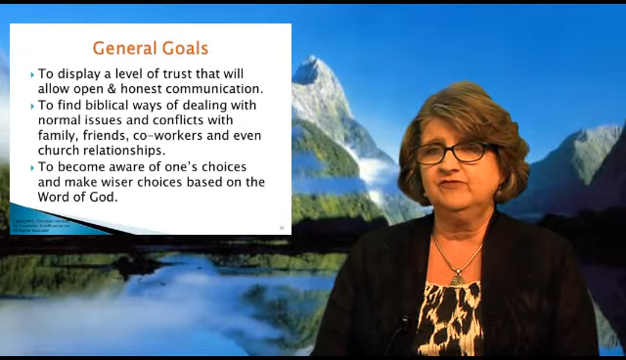 General Goals
To display a level of trust that will
allow open & honest communication.
To find biblical ways of dealing with
normal issues and conflicts with
family, friends, co-workers and even
church relationships.
To become aware of one's choices
and make wiser choices based on the
Word of God.